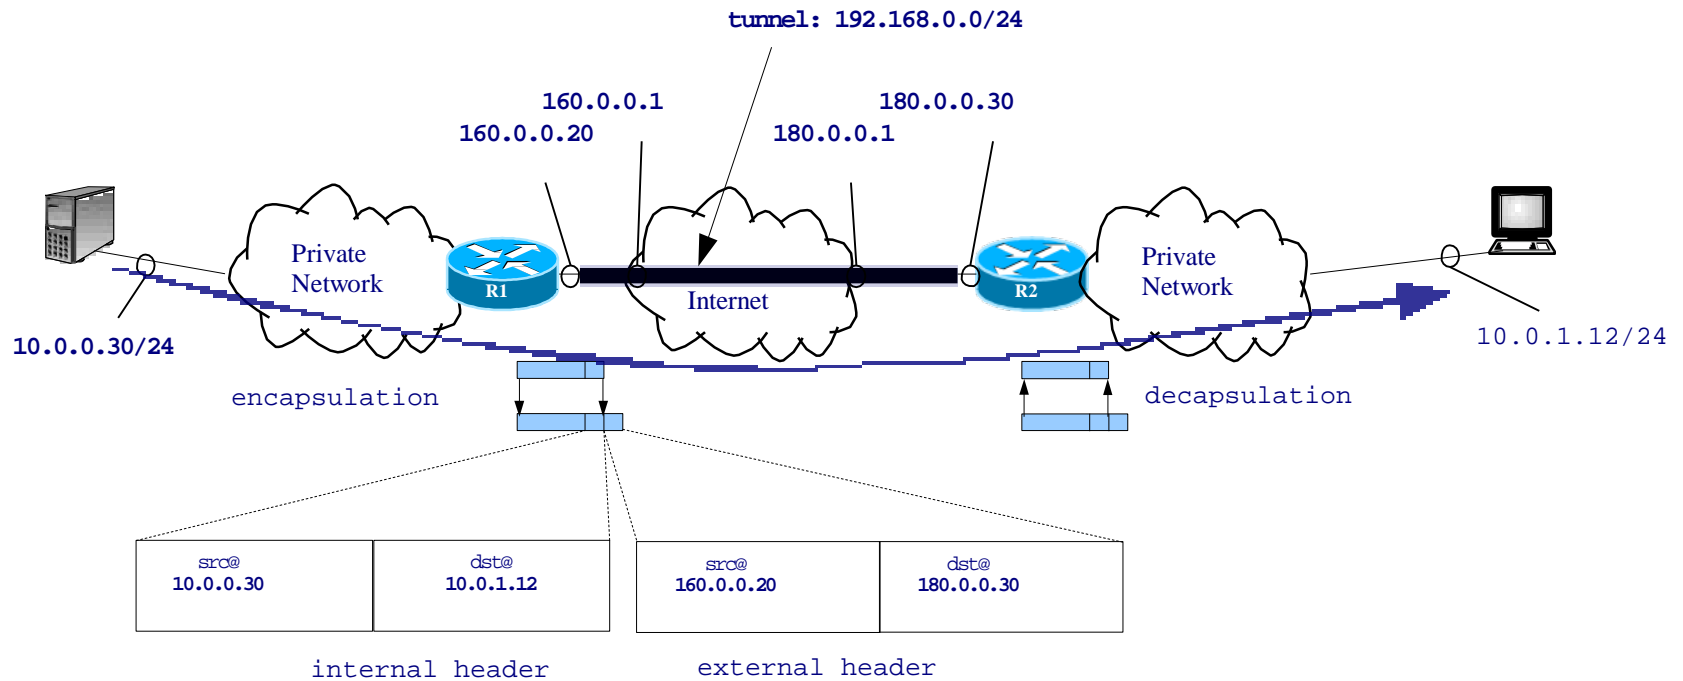 tunnel: 192.168.0.0/24
160.0.0.1
180.0.0.30
160.0.0.20
180.0.0.1
Private
Network
R1
Internet
R2
Private
Network
10.0.0.30/24
10.0.1.12/24
encapsulation
decapsulation
src@
10.0.0.30
dst@
10.0.1.12
src@
160.0.0.20
dst@
180.0.0.30
internal header
external header